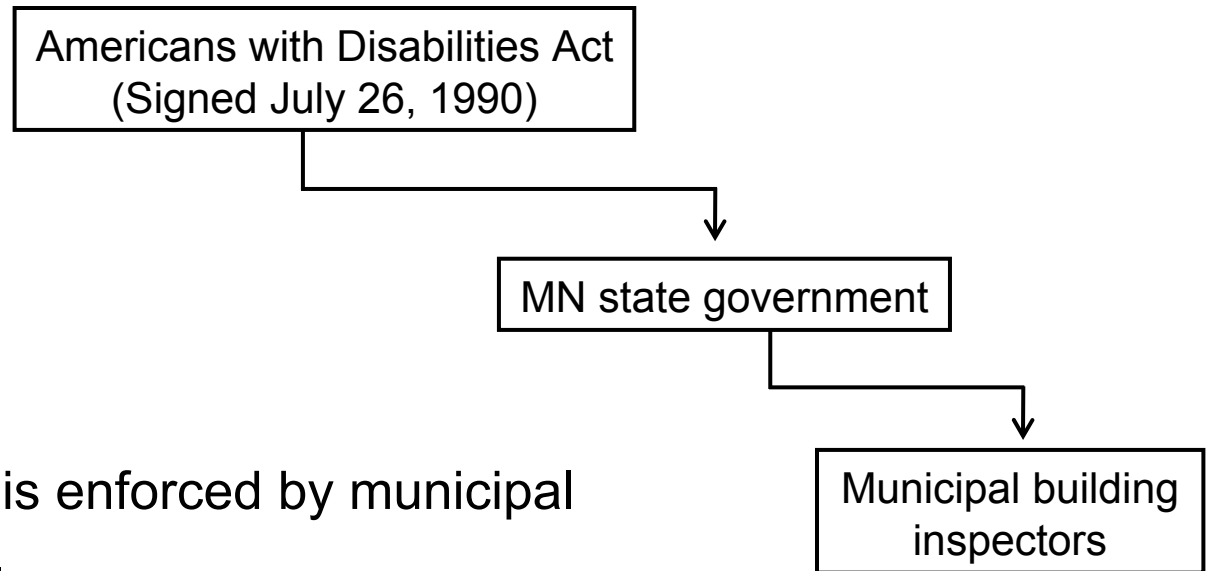 Americans with Disabilities Act
(Signed July 26, 1990)
MN state government
is enforced by municipal
Municipal building
inspectors